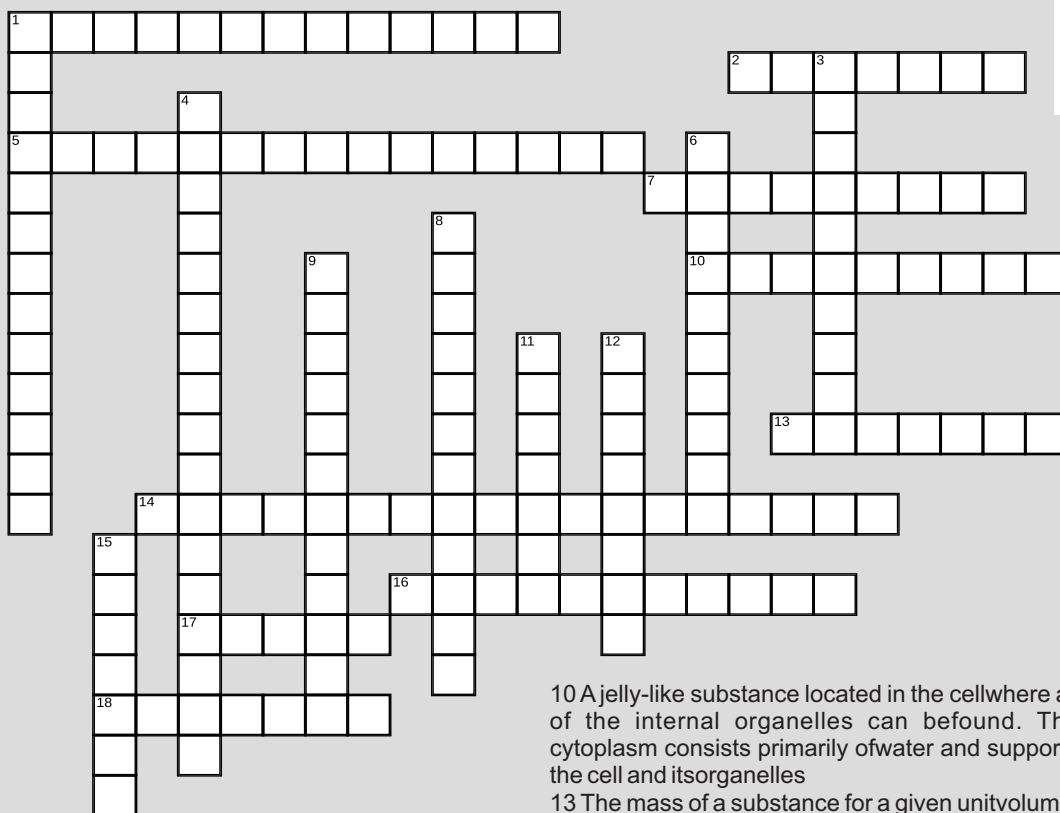 1
2 3
4
5 6
7
8
9 10
11 12
13
14
15
16
17
18
10 A jelly-like substance located in the cellwhere a
of the internal organelles can befound. Th
cytoplasm consists primarily ofwater and suppor
the cell and itsorganelles
13 The mass of a substance for a given unitvolum